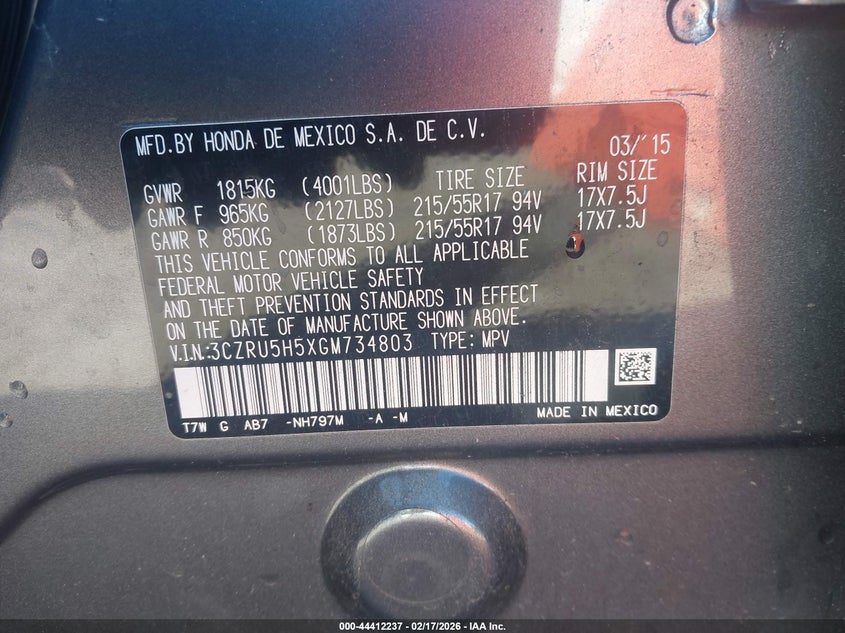 MFD.BY HONDA DE MEXICO S.A. DE C.V.
03/'15
GVWR 1815KG (4001LBS) TIRE SIZE RIM SIZE
GAWR F 965KG (2127LBS) 215/55R17 94V 17X7.5J
GAWR R 850KG (1873LBS) 215/55R17 94V 17X7.5J
THIS VEHICLE CONFORMS TO ALL APPLICABLE
FEDERAL MOTOR VEHICLE SAFETY
AND THEFT PREVENTION STANDARDS IN EFFECT
ON THE DATE OF MANUFACTURE SHOWN ABOVE.
V.I.N:3CZRU5H5XGM734803 TYPE: MPV
T7W G AB7 -NH797M -A -M MADE IN MEXICO
000-44412237 - 02/17/2026 - IAA Inc.